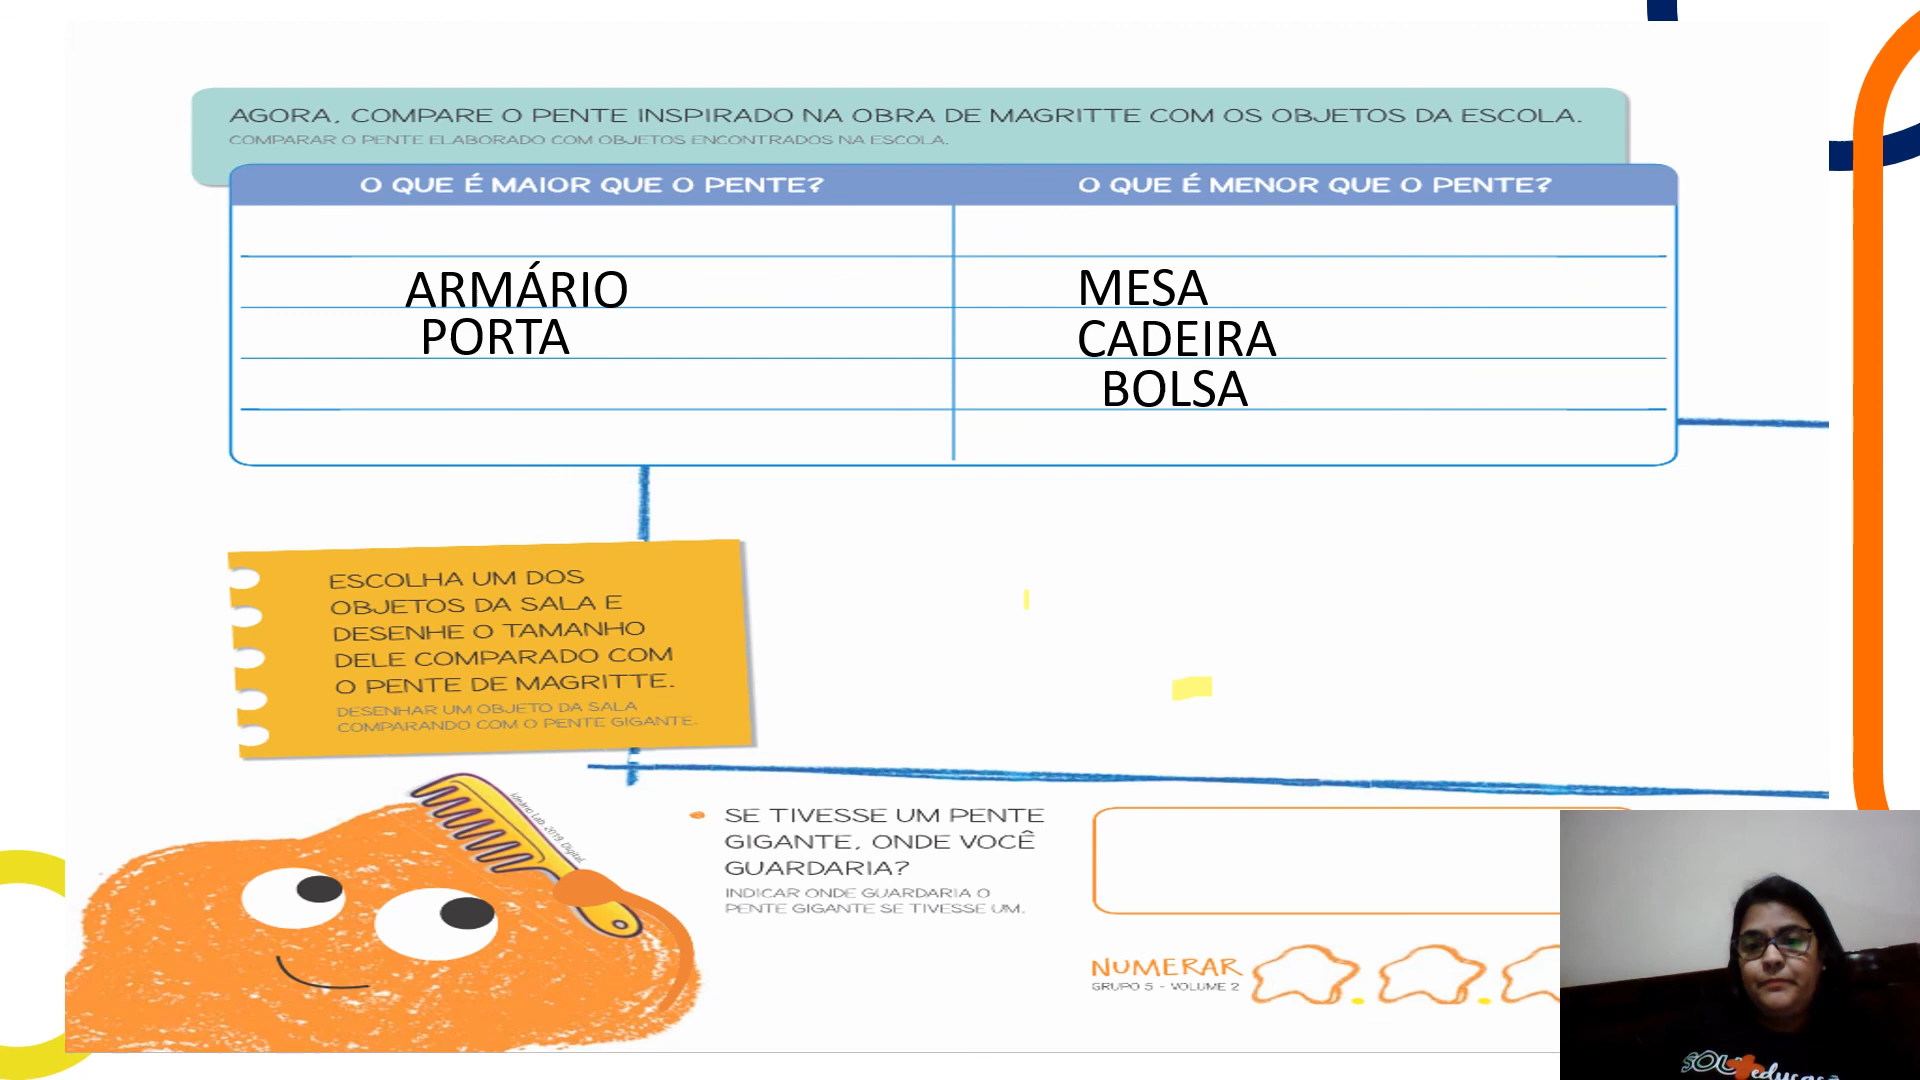 AGORA, COMPARE O PENTE INSPIRADO NA OBRA DE MAGRITTE COM OS OBJETOS DA ESCOLA.
COMPARAR O PENTE ELABORADO COM OBJETOS ENCONTRADOS NA ESCOLA.
O QUE É MAIOR QUE O PENTE?
O QUE É MENOR QUE O PENTE?
ARMÁRIO
PORTA
MESA
CADEIRA
BOLSA
ESCOLHA UM DOS
OBJETOS DA SALA E
DESENHE O TAMANHO
DELE COMPARADO COM
O PENTE DE MAGRITTE.
DESENHAR UM OBJETO DA SALA
COMPARANDO COM O PENTE GIGANTE.
Ideário Lab. 2019. Digital.
SE TIVESSE UM PENTE
GIGANTE, ONDE VOCÊ
GUARDARIA?
INDICAR ONDE GUARDARIA O
PENTE GIGANTE SE TIVESSE UM.
NUMERAR
GRUPO 5 - VOLUME 2